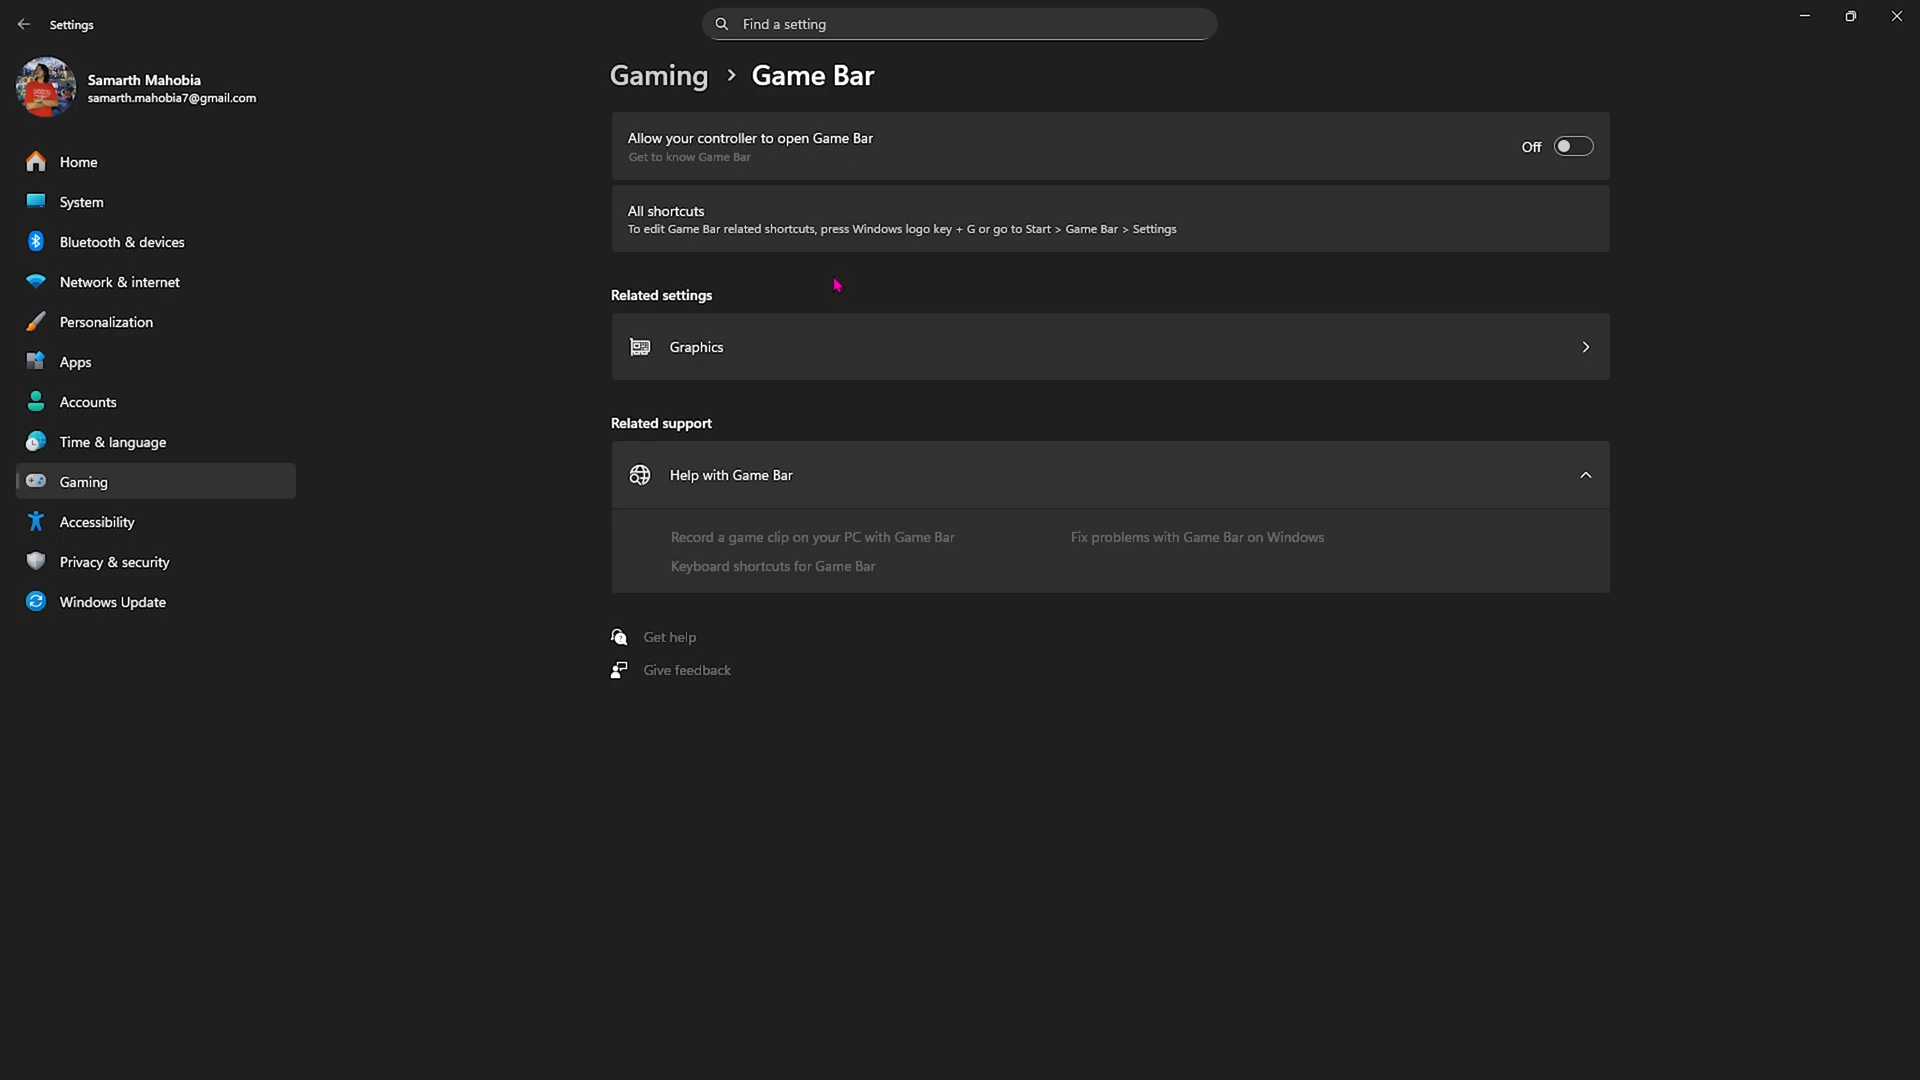 Settings
Find a setting
Samarth Mahobia
samarth.mahobia7@gmail.com
Home
System
Bluetooth & devices
Network & internet
Personalization
Apps
Accounts
Time & language
Gaming
Accessibility
Privacy & security
Windows Update
Gaming > Game Bar
Allow your controller to open Game Bar
Get to know Game Bar
Off
All shortcuts
To edit Game Bar related shortcuts, press Windows logo key + G or go to Start > Game Bar > Settings
Related settings
Graphics
Related support
Help with Game Bar
Record a game clip on your PC with Game Bar
Fix problems with Game Bar on Windows
Keyboard shortcuts for Game Bar
Get help
Give feedback